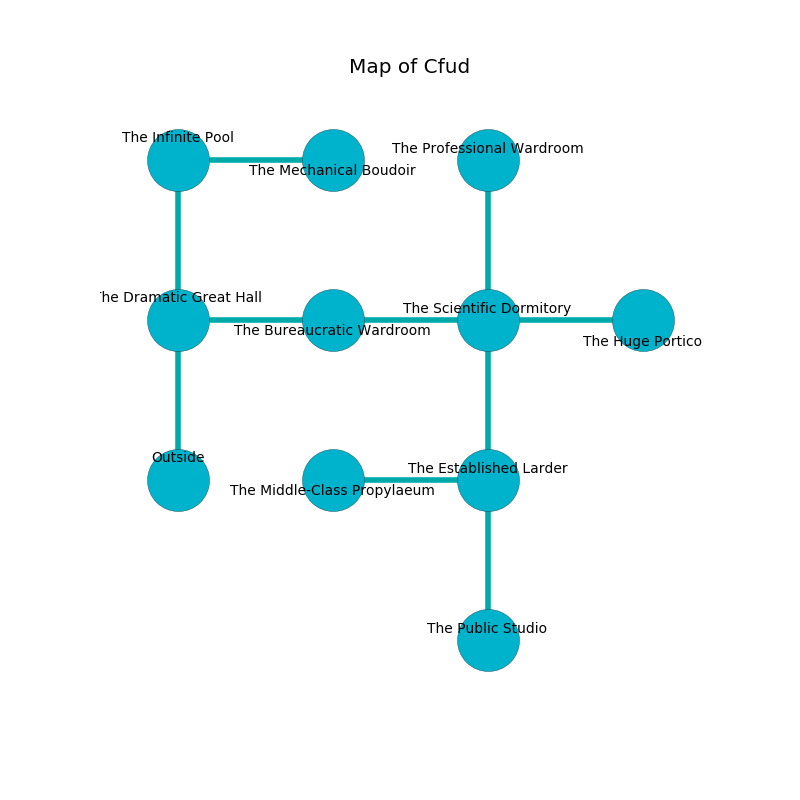 Map of Cfud
The Infinite Pool
The Professional Wardroom
The Mechanical Boudoir
he Dramatic Great Hall
The Scientific Dormitory
The Bureaucratic Wardroom
The Huge Portico
Outside
The Established Larder
The Middle-Class Propylaeum
The Public Studio